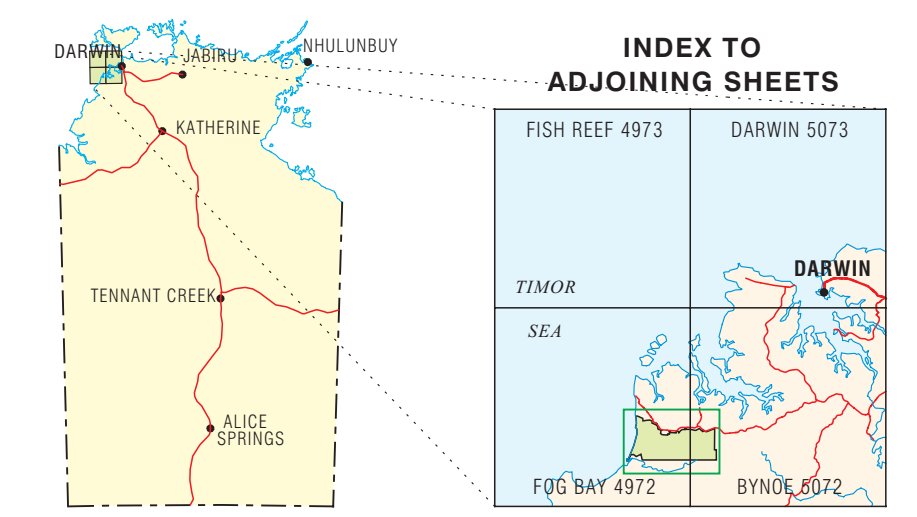 DARWIN
JABIRU
NHULUNBUY
KATHERINE
TENNANT CREEK
ALICE
SPRINGS
INDEX TO
ADJOINING SHEETS
FISH REEF 4973
DARWIN 5073
DARWIN
TIMOR
SEA
FOG BAY 4972
BYNOE 5072